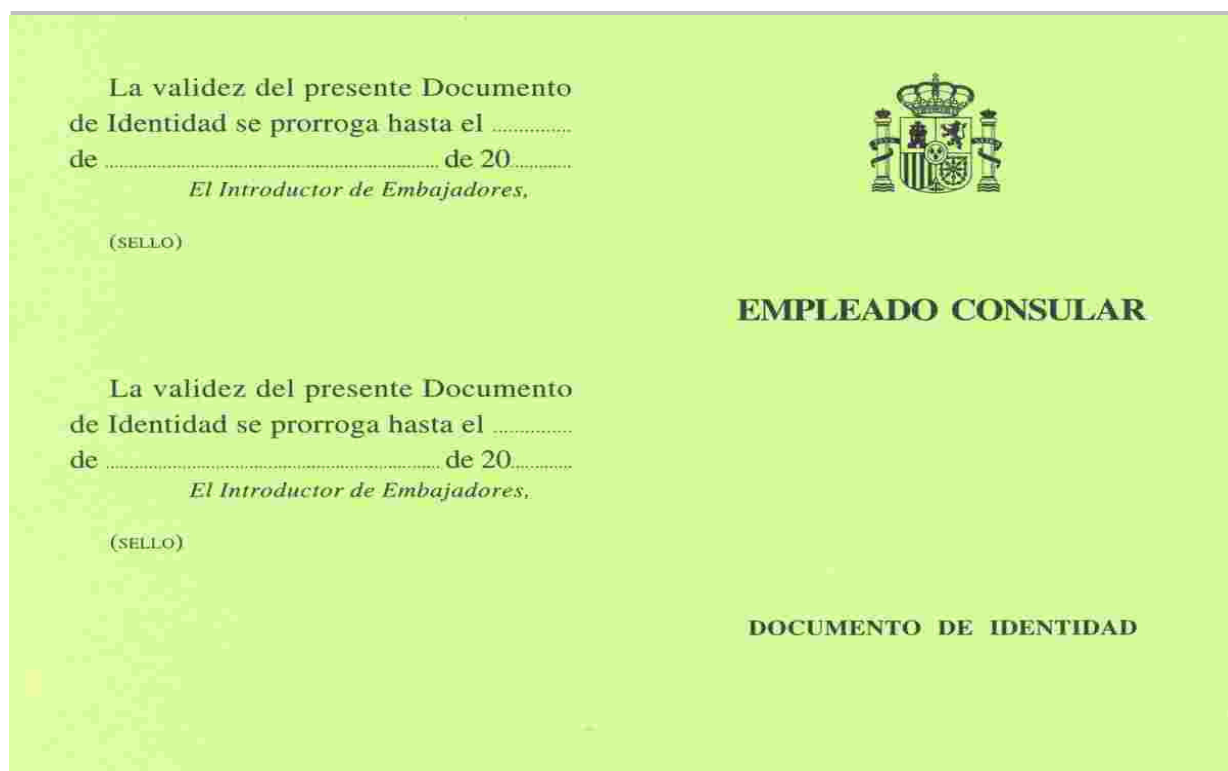 La validez del presente Documento
de Identidad se prorroga hasta el ...............
de ................................................................ de 20............
El Introductor de Embajadores,
(SELLO)
La validez del presente Documento
de Identidad se prorroga hasta el ...............
de ................................................................ de 20............
El Introductor de Embajadores,
(SELLO)
EMPLEADO CONSULAR
DOCUMENTO DE IDENTIDAD